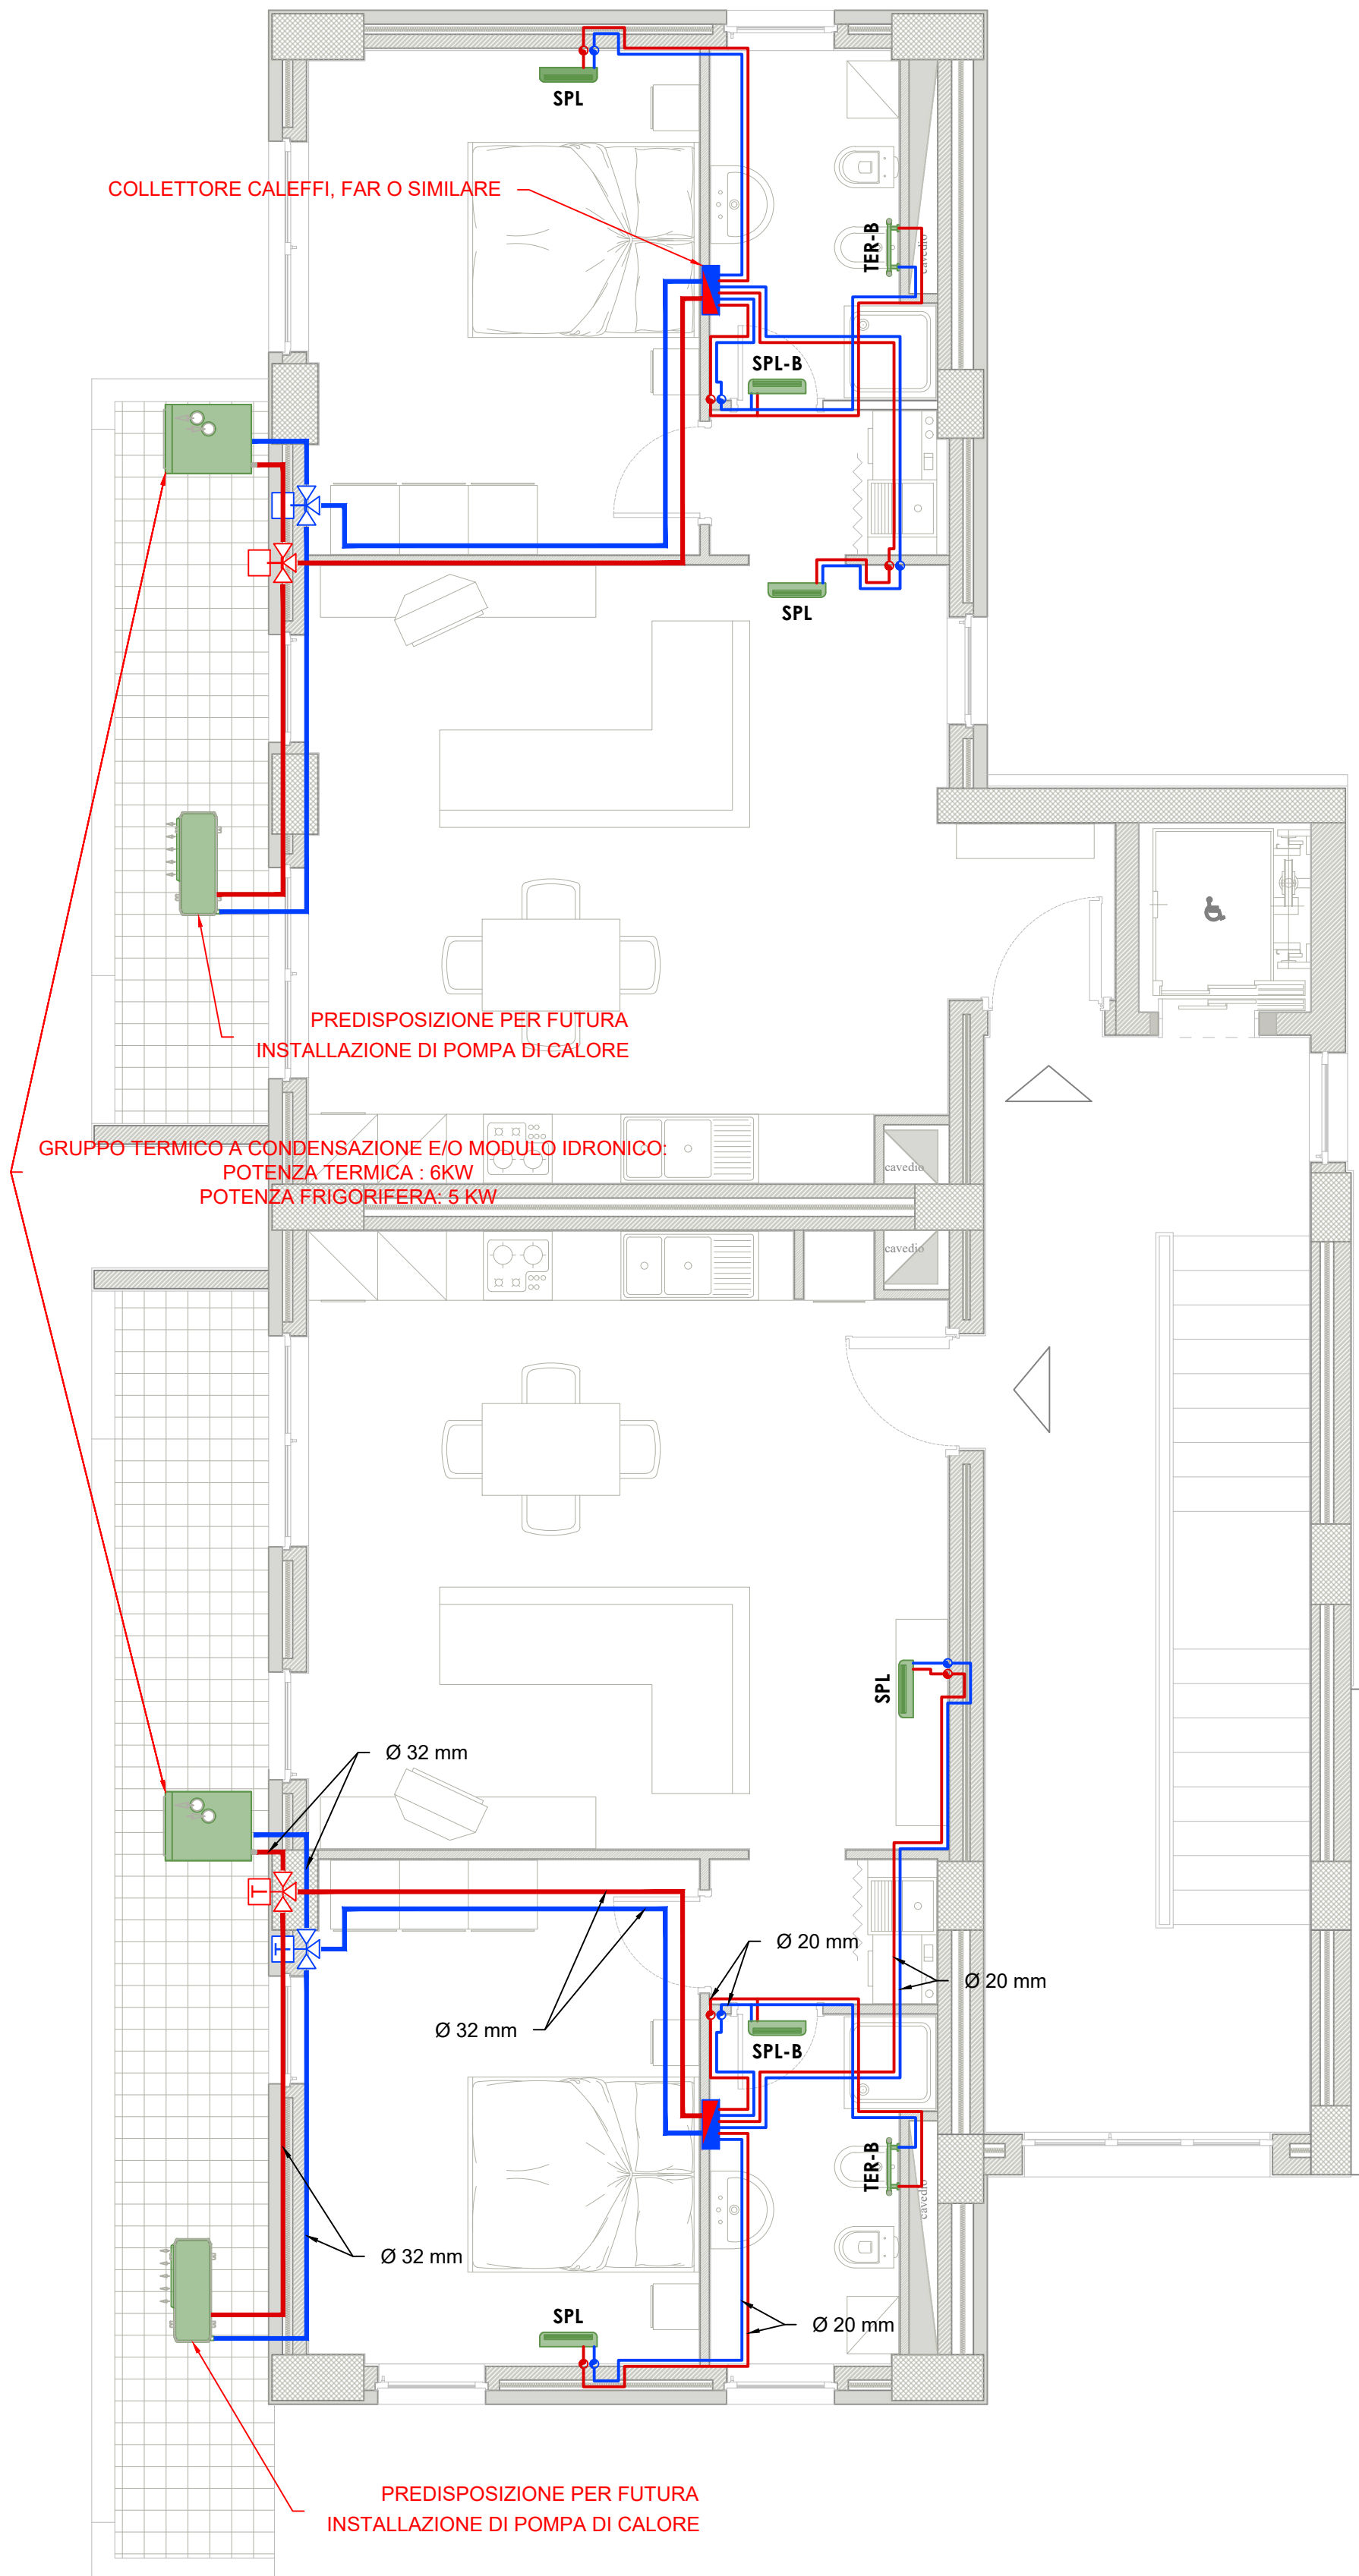 SPL
COLLETTORE CALEFFI, FAR O SIMILARE
TER-B
cavedio
SPL-B
SPL
PREDISPOSIZIONE PER FUTURA
INSTALLAZIONE DI POMPA DI CALORE
GRUPPO TERMICO A CONDENSAZIONE E/O MODULO IDRONICO:
POTENZA TERMICA : 6KW
POTENZA FRIGORIFERA: 5 KW
cavedio
cavedio
SPL
Ø 32 mm
T
T
Ø 20 mm
Ø 20 mm
Ø 32 mm
SPL-B
TER-B
cavedio
Ø 32 mm
SPL
Ø 20 mm
PREDISPOSIZIONE PER FUTURA
INSTALLAZIONE DI POMPA DI CALORE